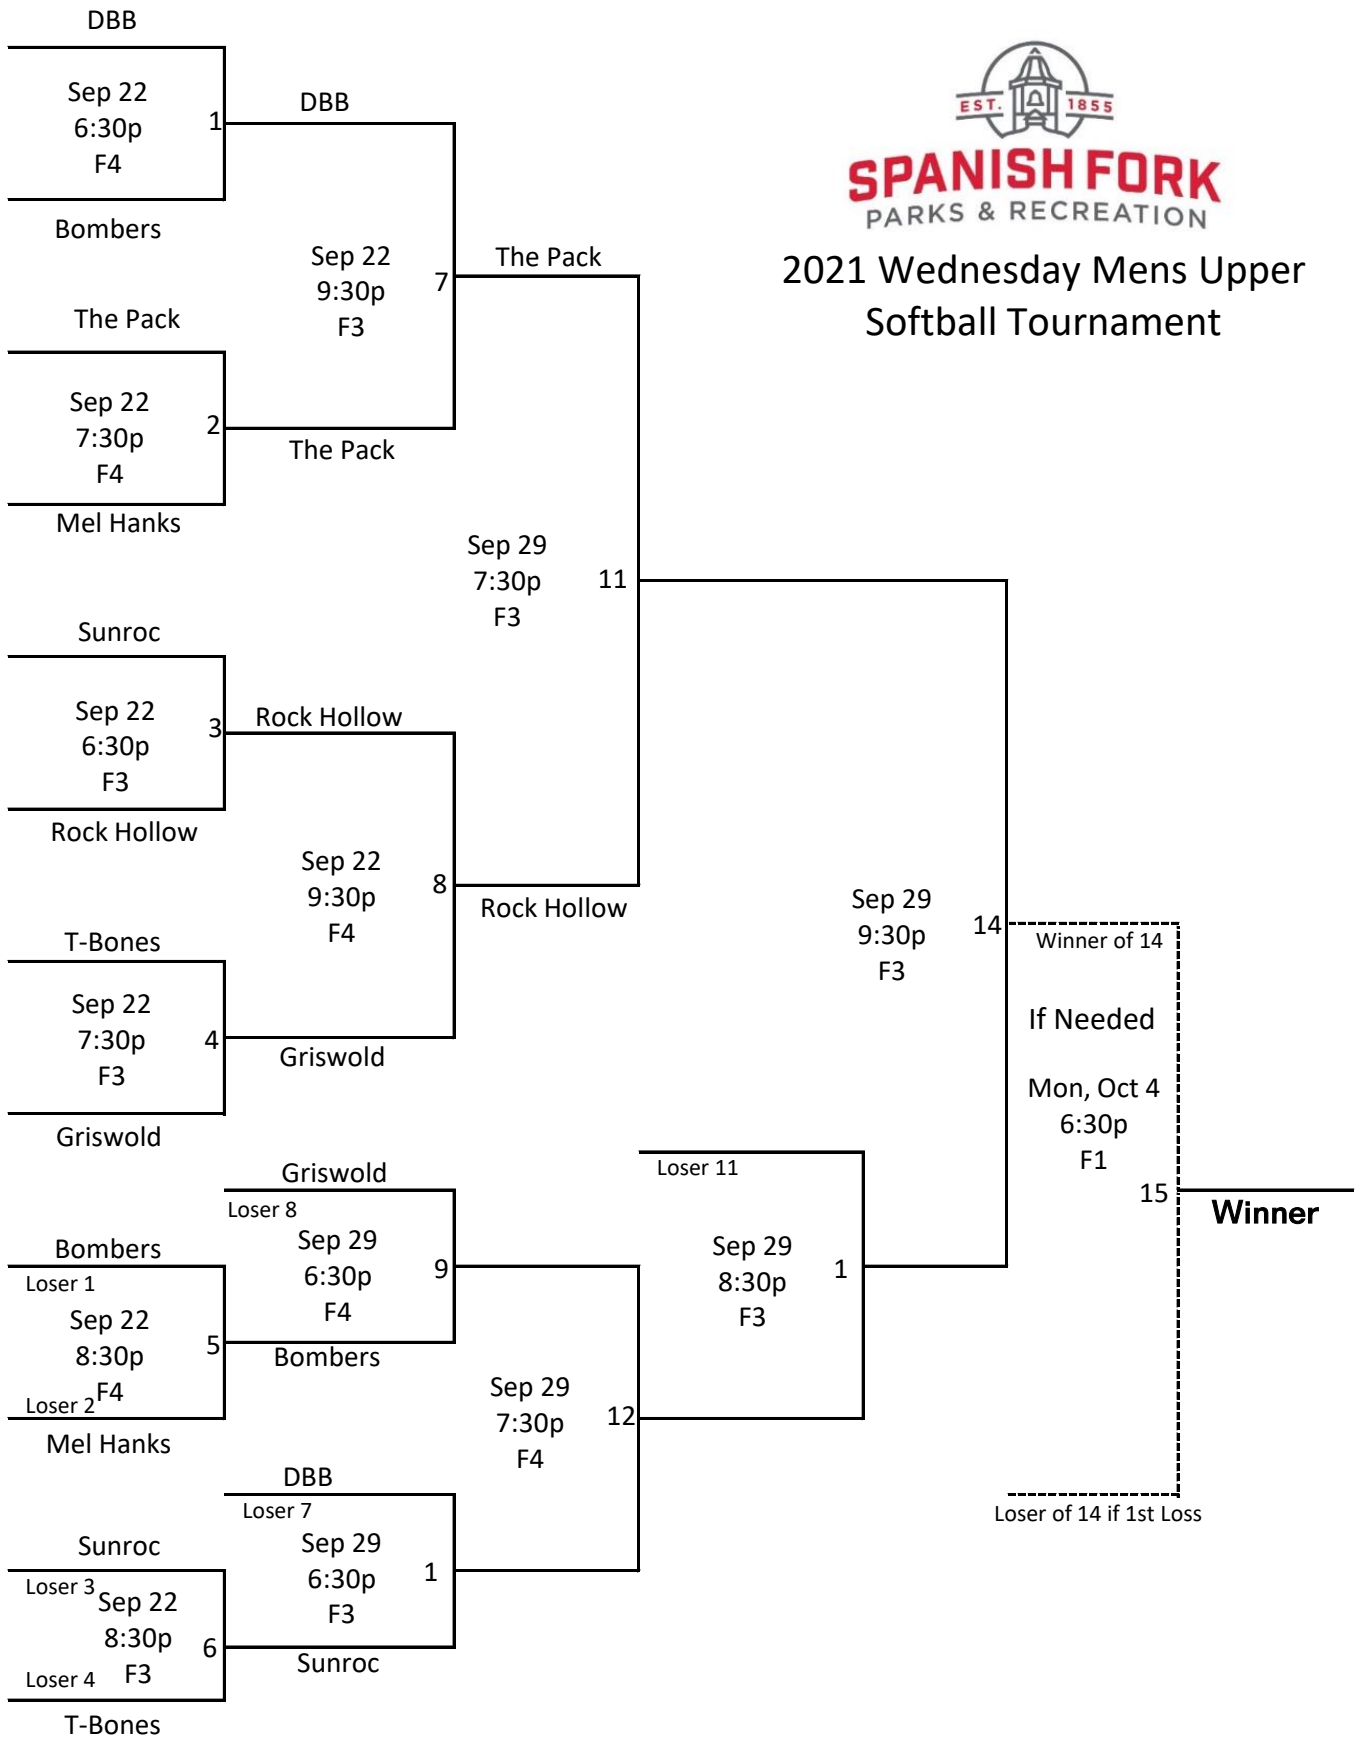 DBB
Sep 22
6:30p
F4
1
Bombers
DBB
The Pack
Sep 22
7:30p
F4
2
Mel Hanks
The Pack
Sep 22
9:30p
F3
7
The Pack
Sunroc
Sep 22
6:30p
F3
3
Rock Hollow
Rock Hollow
T-Bones
Sep 22
7:30p
F3
4
Griswold
Griswold
Sep 22
9:30p
F4
8
Rock Hollow
Sep 29
7:30p
F3
11
EST. 1855
SPANISH FORK
PARKS & RECREATION
2021 Wednesday Mens Upper
Softball Tournament
Bombers
Loser 1
Sep 22
8:30p
F4
5
Loser 2
Mel Hanks
Griswold
Loser 8
Sep 29
6:30p
F4
9
Bombers
Sunroc
Loser 3
Sep 22
8:30p
F3
6
Loser 4
T-Bones
DBB
Loser 7
Sep 29
6:30p
F3
1
Sunroc
Sep 29
7:30p
F4
12
Loser 11
Sep 29
8:30p
F3
1
Sep 29
9:30p
F3
14
Winner of 14
If Needed
Mon, Oct 4
6:30p
F1
15
Winner
Loser of 14 if 1st Loss